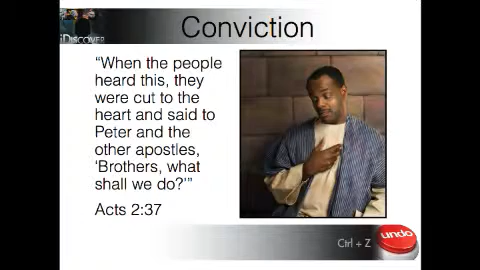 Conviction
iDISCOVER
“When the people
heard this, they
were cut to the
heart and said to
Peter and the
other apostles,
‘Brothers, what
shall we do?’”
Acts 2:37
Ctrl + Z
undo